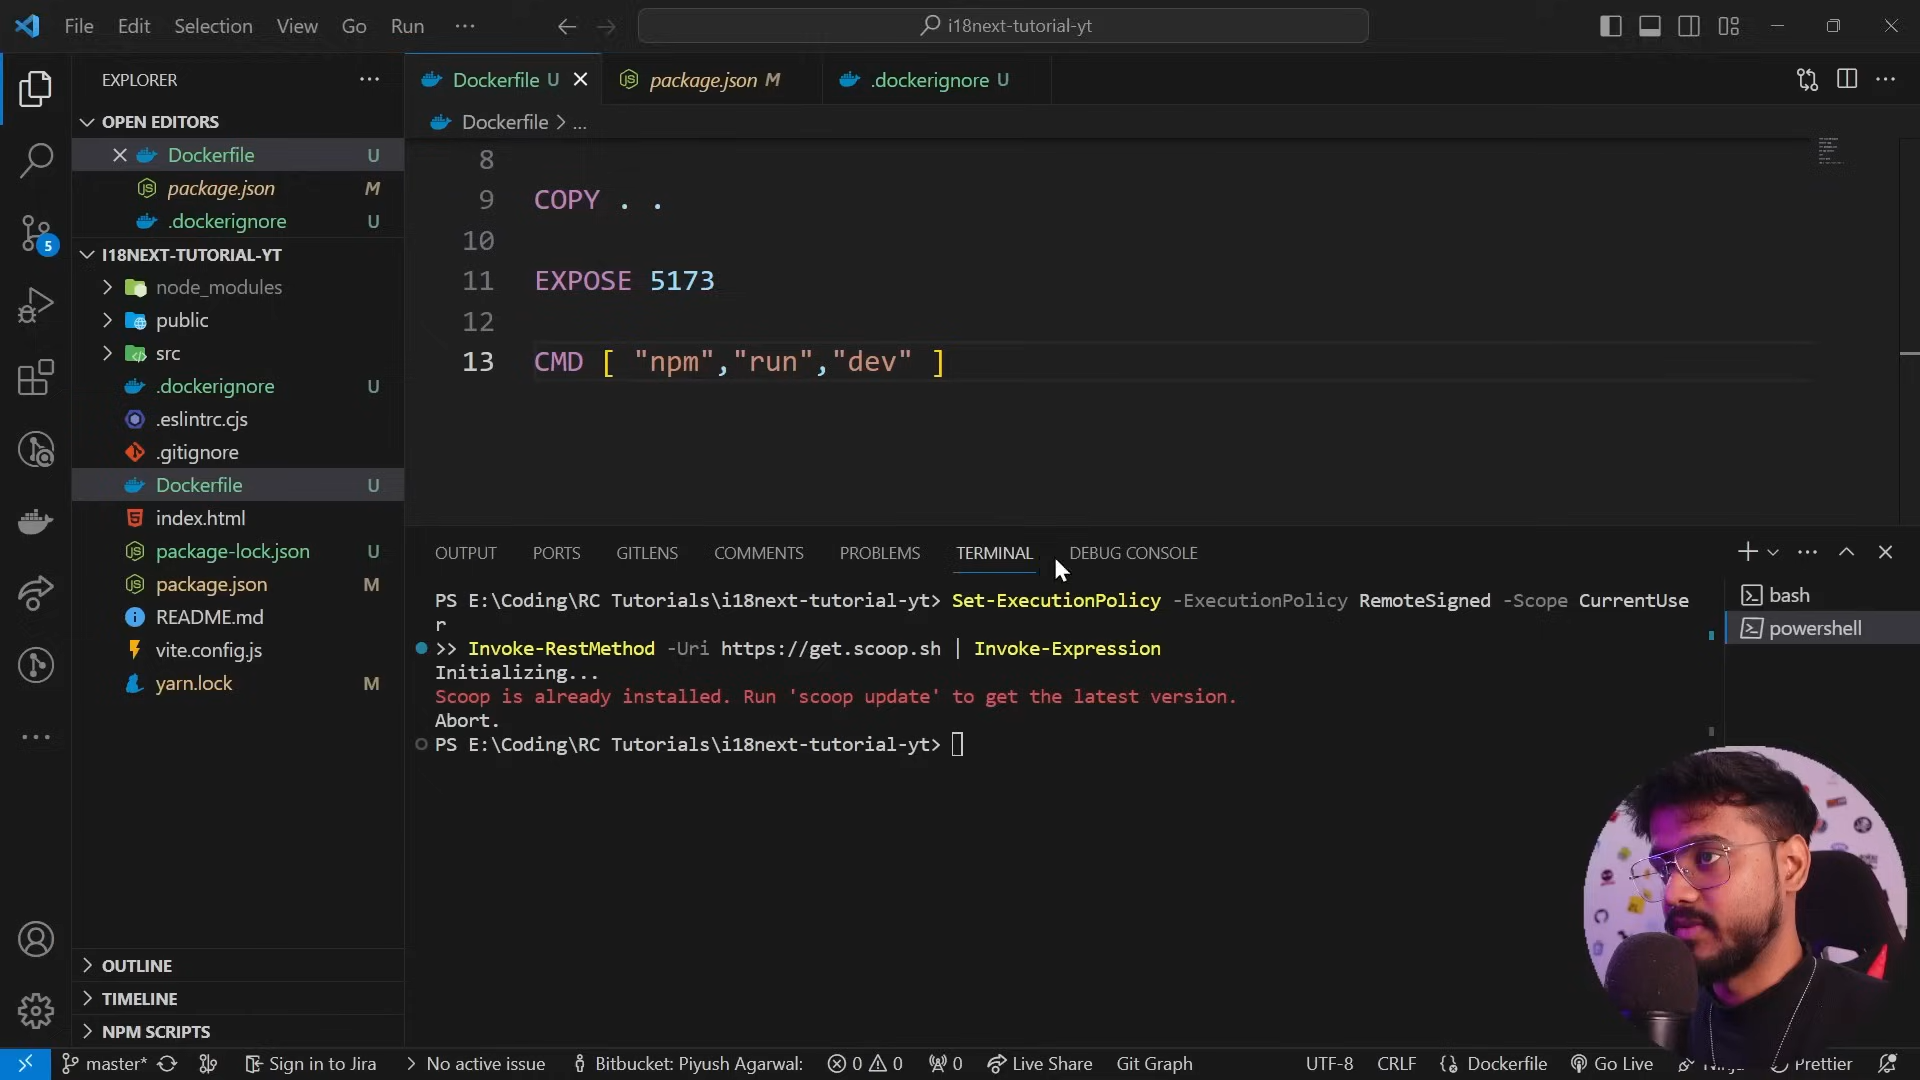 File Edit Selection View Go Run ···
i18next-tutorial-yt
EXPLORER
OPEN EDITORS
Dockerfile U
package.json M
.dockerignore U
I18NEXT-TUTORIAL-YT
node_modules
public
src
.dockerignore U
.eslintrc.cjs
.gitignore
Dockerfile U
index.html
package-lock.json U
package.json M
README.md
vite.config.js
yarn.lock M
OUTLINE
TIMELINE
NPM SCRIPTS
5
Dockerfile U package.json M .dockerignore U
Dockerfile > ...
8
9 COPY . .
10
11 EXPOSE 5173
12
13 CMD [ "npm","run","dev" ]
OUTPUT PORTS GITLENS COMMENTS PROBLEMS TERMINAL DEBUG CONSOLE
PS E:\Coding\RC Tutorials\i18next-tutorial-yt> Set-ExecutionPolicy -ExecutionPolicy RemoteSigned -Scope CurrentUse
r
>> Invoke-RestMethod -Uri https://get.scoop.sh | Invoke-Expression
Initializing...
Scoop is already installed. Run 'scoop update' to get the latest version.
Abort.
PS E:\Coding\RC Tutorials\i18next-tutorial-yt>
bash
powershell
master* Sign in to Jira > No active issue Bitbucket: Piyush Agarwal: 0 0 0 Live Share Git Graph UTF-8 CRLF {} Dockerfile Go Live Prettier